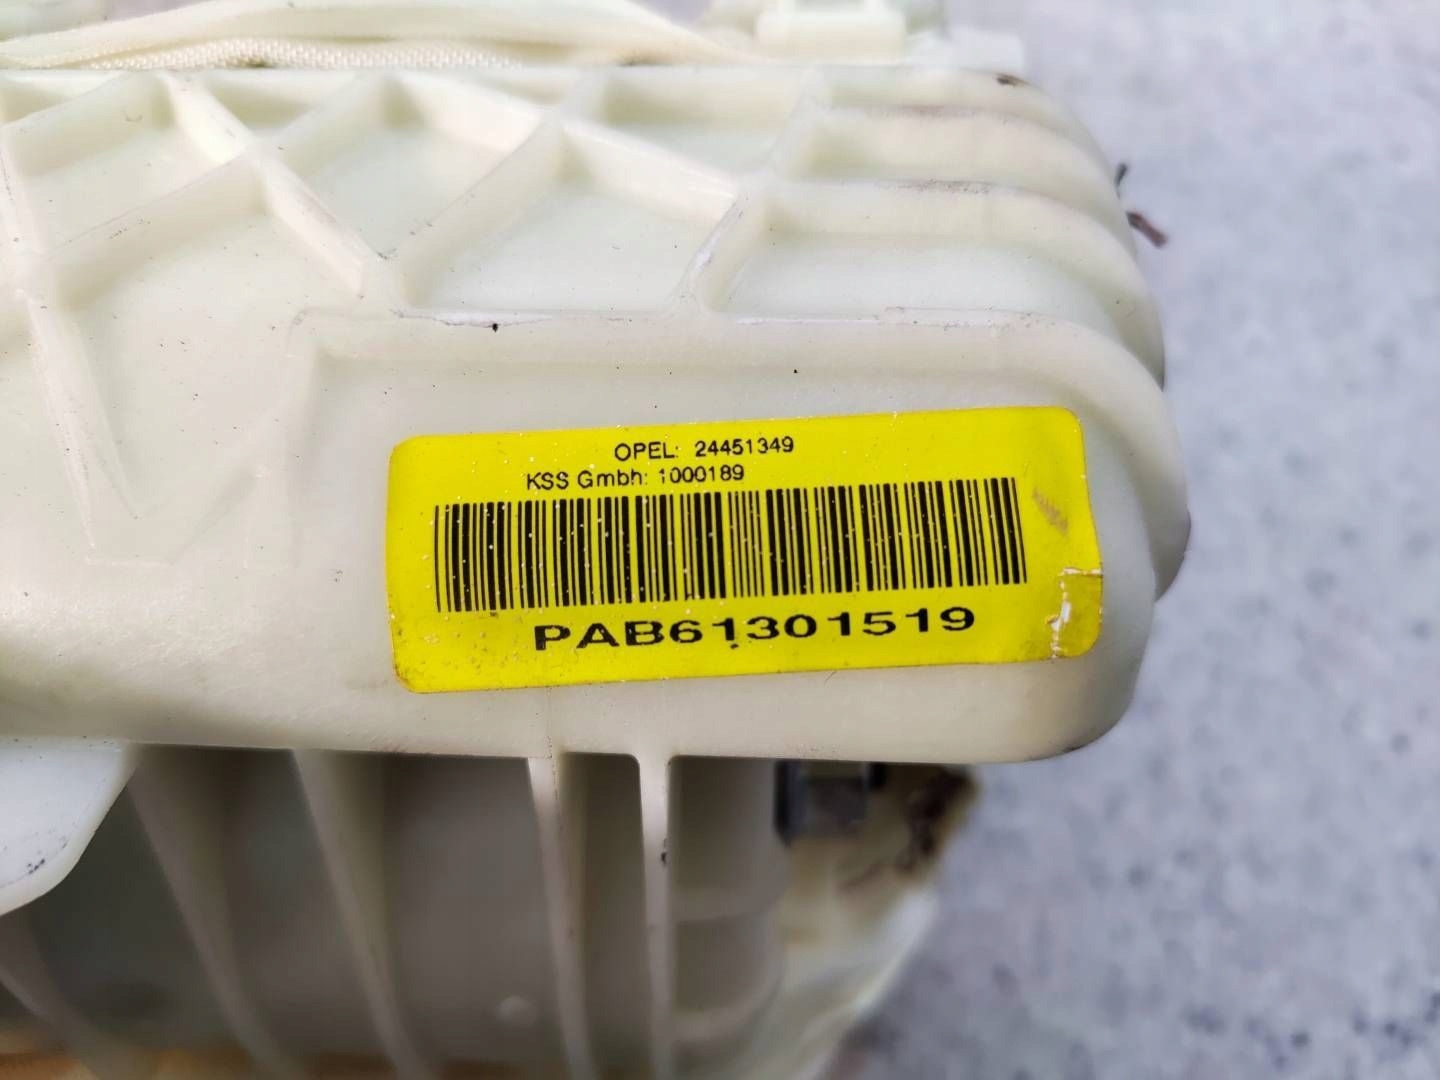 OPEL: 24451349
KSS Gmbh: 1000189
PAB61301519